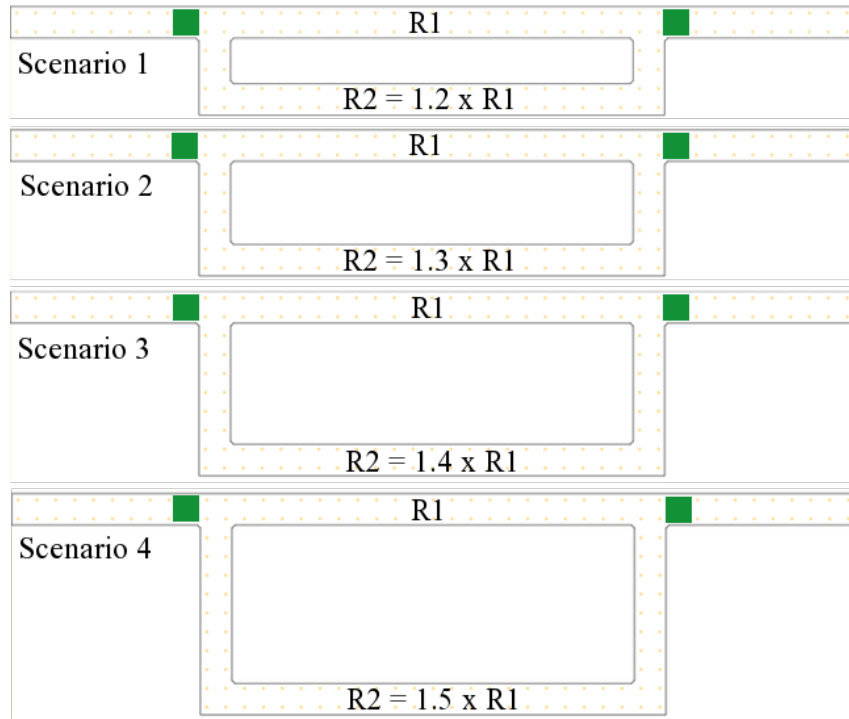 R1
Scenario 1
R2 = 1.2 x R1
R1
Scenario 2
R2 = 1.3 x R1
R1
Scenario 3
R2 = 1.4 x R1
R1
Scenario 4
R2 = 1.5 x R1